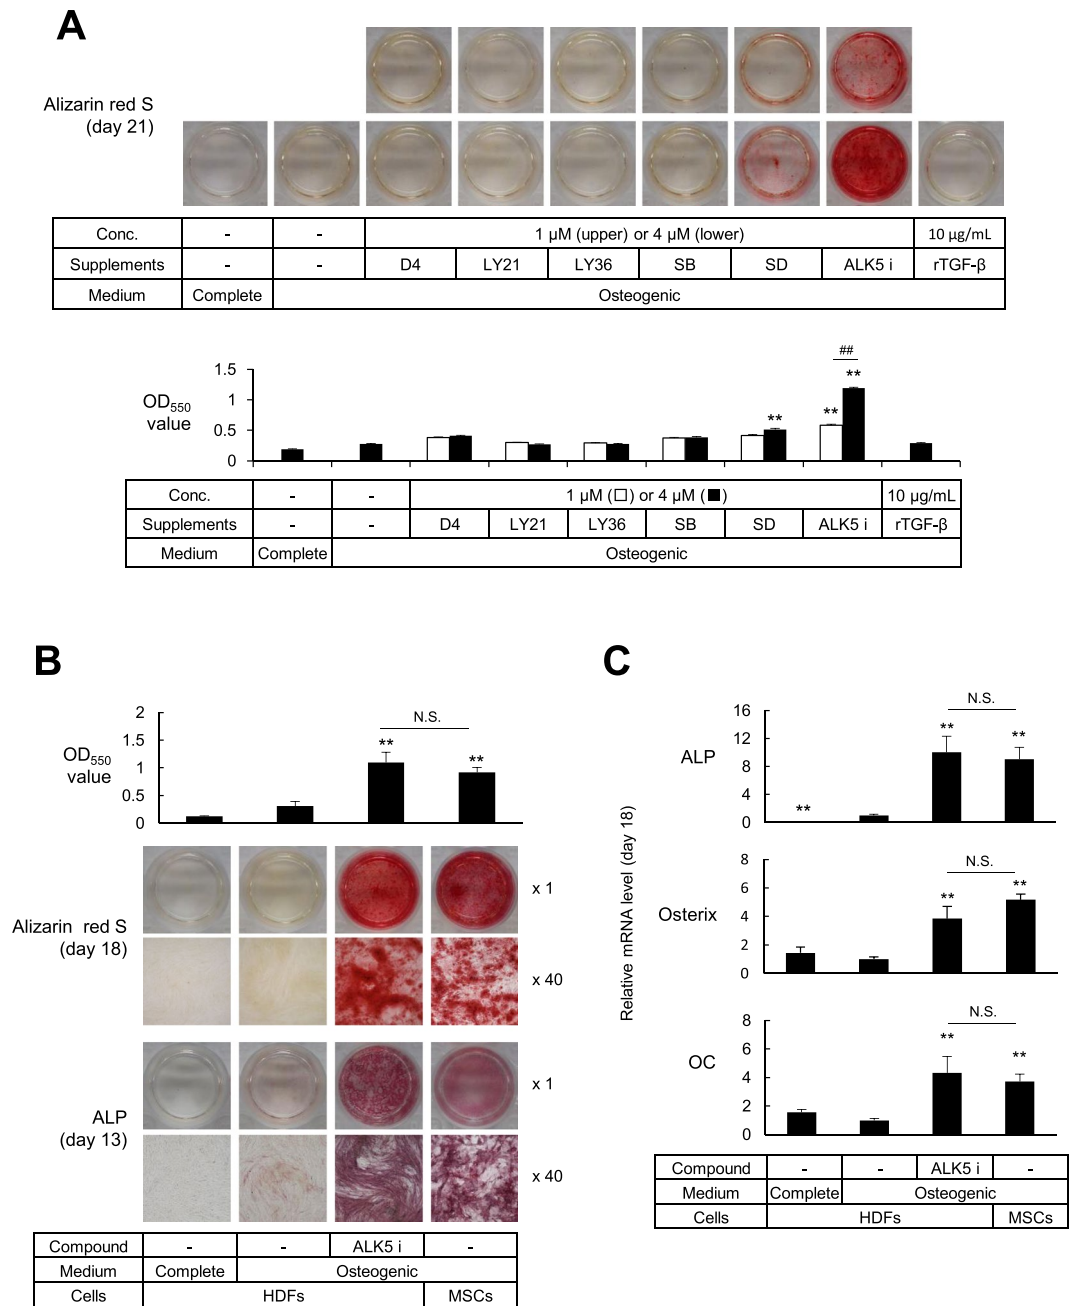 A
Alizarin red S
(day 21)
Conc. - - 1 µM (upper) or 4 µM (lower) 10 µg/mL
Supplements - - D4 LY21 LY36 SB SD ALK5 i rTGF-β
Medium Complete Osteogenic
##
**
**
**
OD550
value
1.5
1
0.5
0
Conc. - - 1 µM (□) or 4 µM (■) 10 µg/mL
Supplements - - D4 LY21 LY36 SB SD ALK5 i rTGF-β
Medium Complete Osteogenic
B
N.S.
**
**
OD550
value
2
1.5
1
0.5
0
Alizarin red S
(day 18)
x 1
x 40
ALP
(day 13)
x 1
x 40
Compound - - ALK5 i -
Medium Complete Osteogenic
Cells HDFs MSCs
C
Relative mRNA level (day 18)
ALP
16
12
8
4
0
N.S.
**
**
**
Osterix
8
6
4
2
0
N.S.
**
**
OC
8
6
4
2
0
N.S.
**
**
Compound - - ALK5 i -
Medium Complete Osteogenic
Cells HDFs MSCs